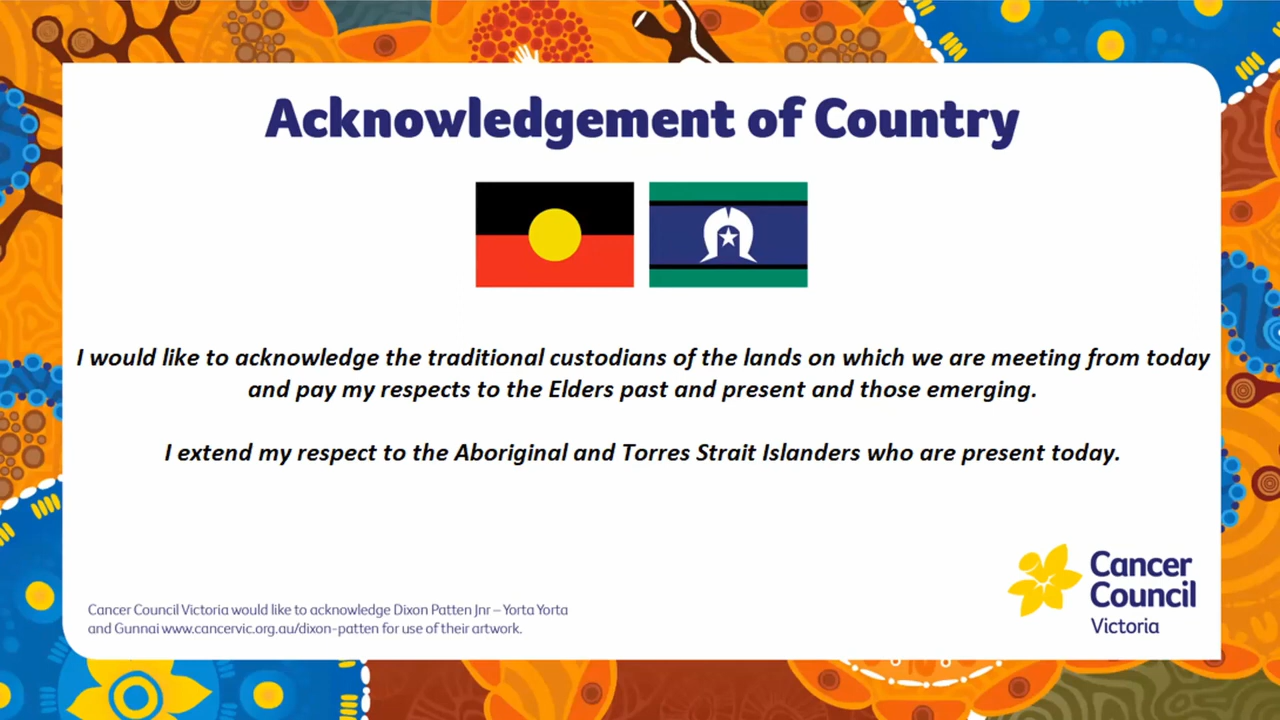 Acknowledgement of Country
I would like to acknowledge the traditional custodians of the lands on which we are meeting from today
and pay my respects to the Elders past and present and those emerging.
I extend my respect to the Aboriginal and Torres Strait Islanders who are present today.
Cancer Council Victoria would like to acknowledge Dixon Patten Jnr – Yorta Yorta
and Gunnai www.cancervic.org.au/dixon-patten for use of their artwork.
Cancer
Council
Victoria